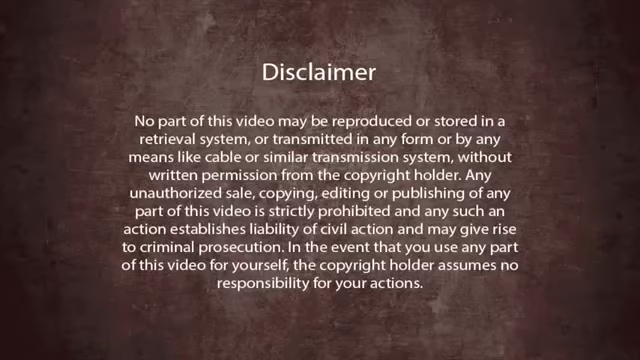 Disclaimer
No part of this video may be reproduced or stored in a
retrieval system, or transmitted in any form or by any
means like cable or similar transmission system, without
written permission from the copyright holder. Any
unauthorized sale, copying, editing or publishing of any
part of this video is strictly prohibited and any such an
action establishes liability of civil action and may give rise
to criminal prosecution. In the event that you use any part
of this video for yourself, the copyright holder assumes no
responsibility for your actions.